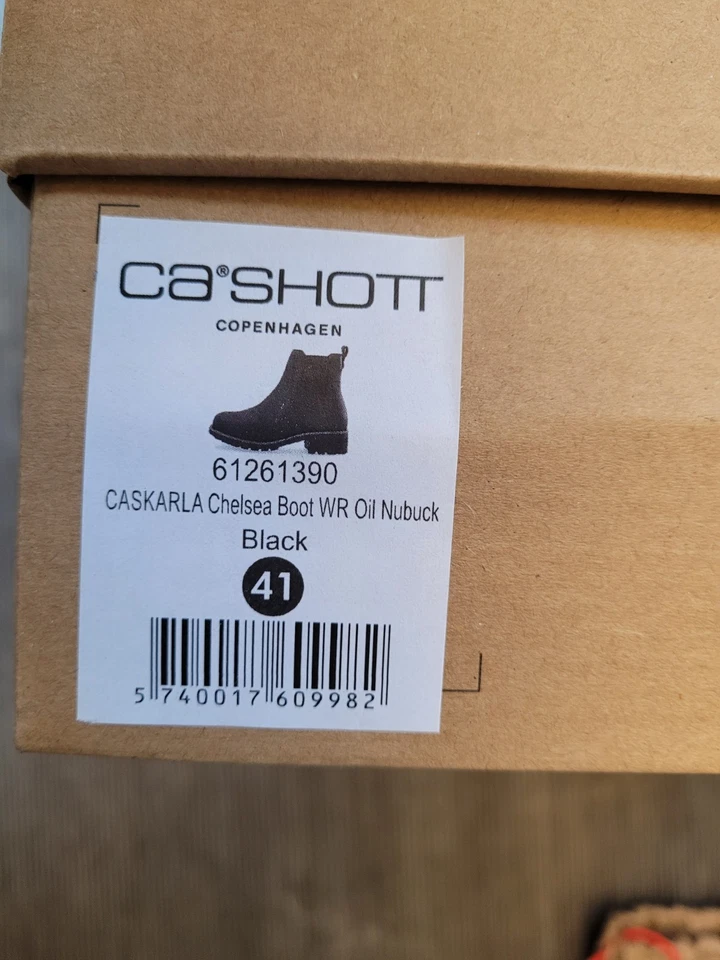 ca®SHOTT
COPENHAGEN
61261390
CASKARLA Chelsea Boot WR Oil Nubuck
Black
41
5 740017 609982